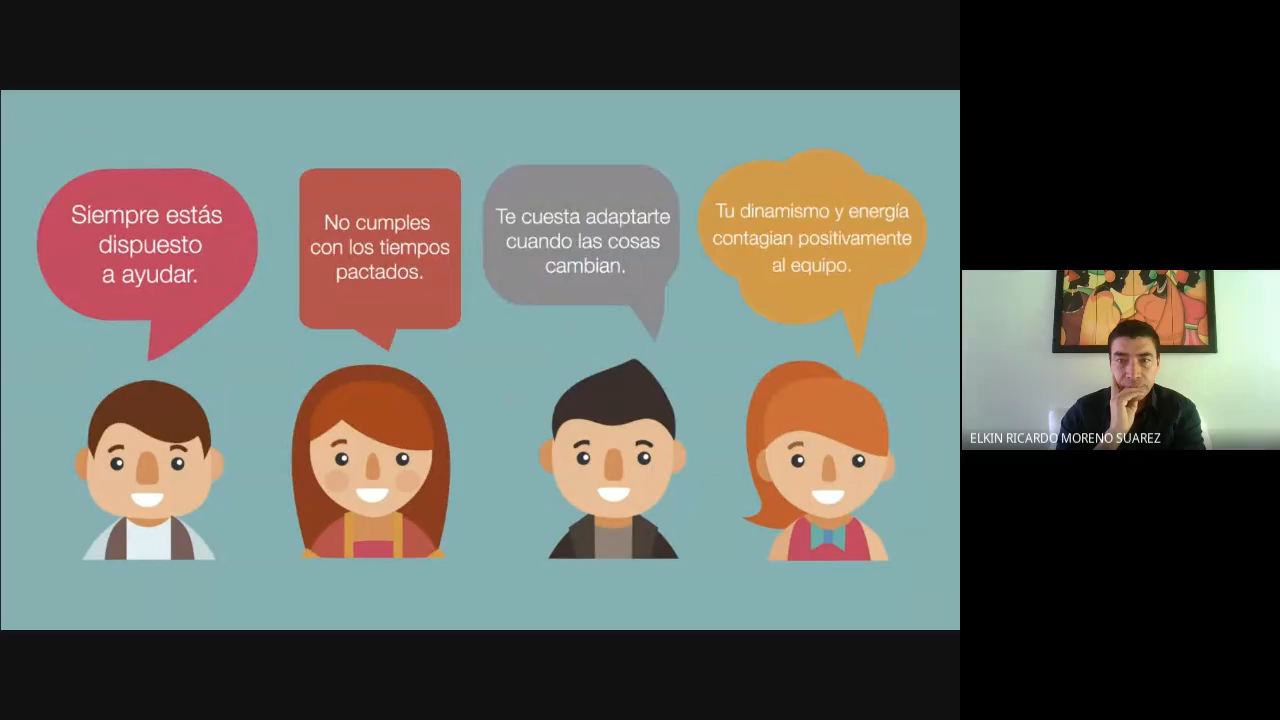 Siempre estás
dispuesto
a ayudar.
No cumples
con los tiempos
pactados.
Te cuesta adaptarte
cuando las cosas
cambian.
Tu dinamismo y energía
contagian positivamente
al equipo.
ELKIN RICARDO MORENO SUAREZ